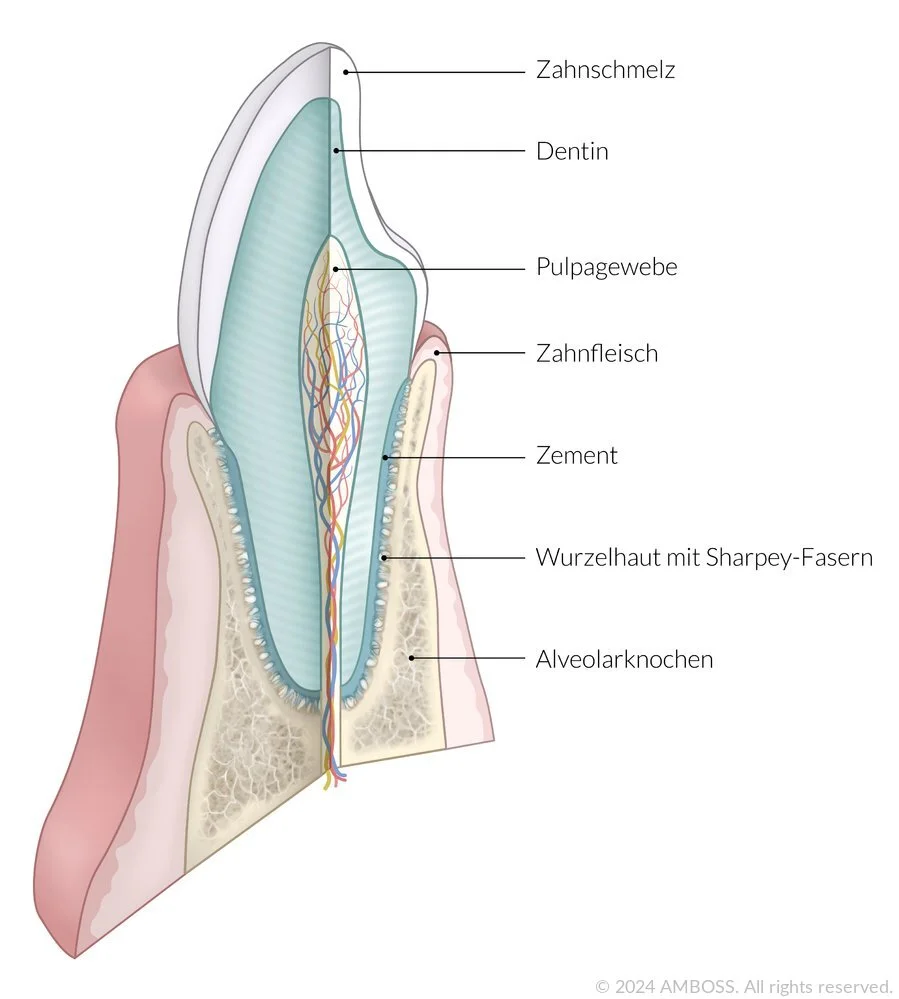 Zahnschmelz
Dentin
Pulpagewebe
Zahnfleisch
Zement
Wurzelhaut mit Sharpey-Fasern
Alveolarknochen
© 2024 AMBOSS. All rights reserved.